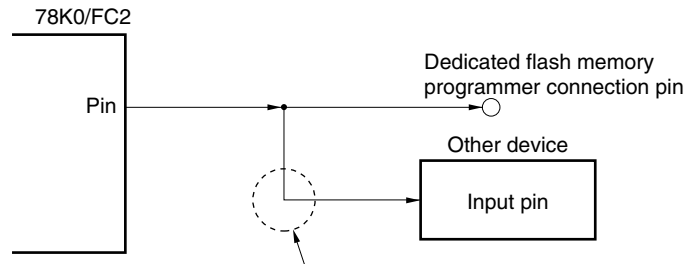 78K0/FC2
Pin
Dedicated flash memory
programmer connection pin
Other device
Input pin